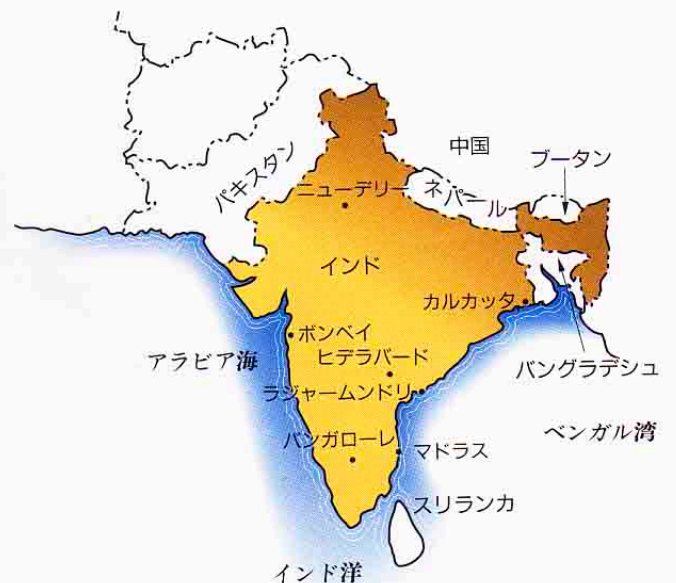 中国
ブータン
パキスタン
ニューデリー
ネパール
インド
カルカッタ
ボンベイ
アラビア海
ヒデラバード
バングラデシュ
ラジャームンドリ
ベンガル湾
バンガローレ
マドラス
スリランカ
インド洋